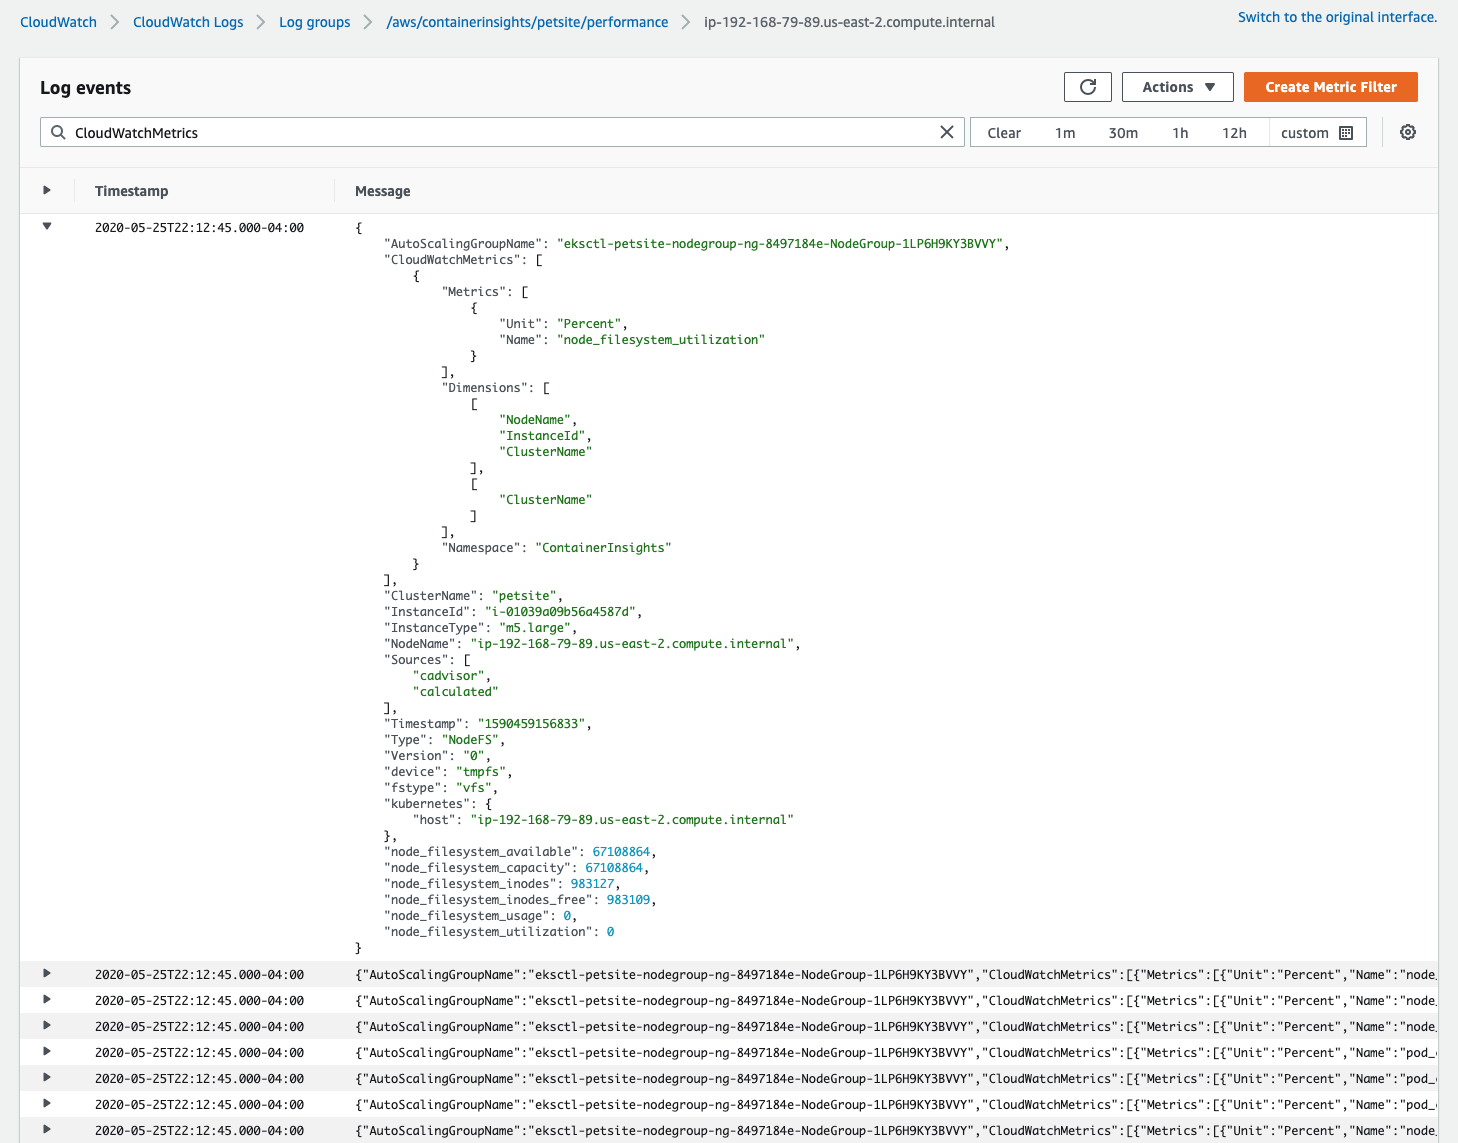 CloudWatch > CloudWatch Logs > Log groups > /aws/containerinsights/petsite/performance > ip-192-168-79-89.us-east-2.compute.internal
Switch to the original interface.
Log events
Actions
Create Metric Filter
CloudWatchMetrics
Clear 1m 30m 1h 12h custom
Timestamp Message
2020-05-25T22:12:45.000-04:00 {
"AutoScalingGroupName": "eksctl-petsite-nodegroup-ng-8497184e-NodeGroup-1LP6H9KY3BVVY",
"CloudWatchMetrics": [
{
"Metrics": [
{
"Unit": "Percent",
"Name": "node_filesystem_utilization"
}
],
"Dimensions": [
[
"NodeName",
"InstanceId",
"ClusterName"
],
[
"ClusterName"
]
],
"Namespace": "ContainerInsights"
}
],
"ClusterName": "petsite",
"InstanceId": "i-01039a09b56a4587d",
"InstanceType": "m5.large",
"NodeName": "ip-192-168-79-89.us-east-2.compute.internal",
"Sources": [
"cadvisor",
"calculated"
],
"Timestamp": "1590459156833",
"Type": "NodeFS",
"Version": "0",
"device": "tmpfs",
"fstype": "vfs",
"kubernetes": {
"host": "ip-192-168-79-89.us-east-2.compute.internal"
},
"node_filesystem_available": 67108864,
"node_filesystem_capacity": 67108864,
"node_filesystem_inodes": 983127,
"node_filesystem_inodes_free": 983109,
"node_filesystem_usage": 0,
"node_filesystem_utilization": 0
}
2020-05-25T22:12:45.000-04:00 {"AutoScalingGroupName":"eksctl-petsite-nodegroup-ng-8497184e-NodeGroup-1LP6H9KY3BVVY","CloudWatchMetrics":[{"Metrics":[{"Unit":"Percent","Name":"node_
2020-05-25T22:12:45.000-04:00 {"AutoScalingGroupName":"eksctl-petsite-nodegroup-ng-8497184e-NodeGroup-1LP6H9KY3BVVY","CloudWatchMetrics":[{"Metrics":[{"Unit":"Percent","Name":"node_
2020-05-25T22:12:45.000-04:00 {"AutoScalingGroupName":"eksctl-petsite-nodegroup-ng-8497184e-NodeGroup-1LP6H9KY3BVVY","CloudWatchMetrics":[{"Metrics":[{"Unit":"Percent","Name":"node_
2020-05-25T22:12:45.000-04:00 {"AutoScalingGroupName":"eksctl-petsite-nodegroup-ng-8497184e-NodeGroup-1LP6H9KY3BVVY","CloudWatchMetrics":[{"Metrics":[{"Unit":"Percent","Name":"pod_
2020-05-25T22:12:45.000-04:00 {"AutoScalingGroupName":"eksctl-petsite-nodegroup-ng-8497184e-NodeGroup-1LP6H9KY3BVVY","CloudWatchMetrics":[{"Metrics":[{"Unit":"Percent","Name":"pod_
2020-05-25T22:12:45.000-04:00 {"AutoScalingGroupName":"eksctl-petsite-nodegroup-ng-8497184e-NodeGroup-1LP6H9KY3BVVY","CloudWatchMetrics":[{"Metrics":[{"Unit":"Percent","Name":"pod_
2020-05-25T22:12:45.000-04:00 {"AutoScalingGroupName":"eksctl-petsite-nodegroup-ng-8497184e-NodeGroup-1LP6H9KY3BVVY","CloudWatchMetrics":[{"Metrics":[{"Unit":"Percent","Name":"node_